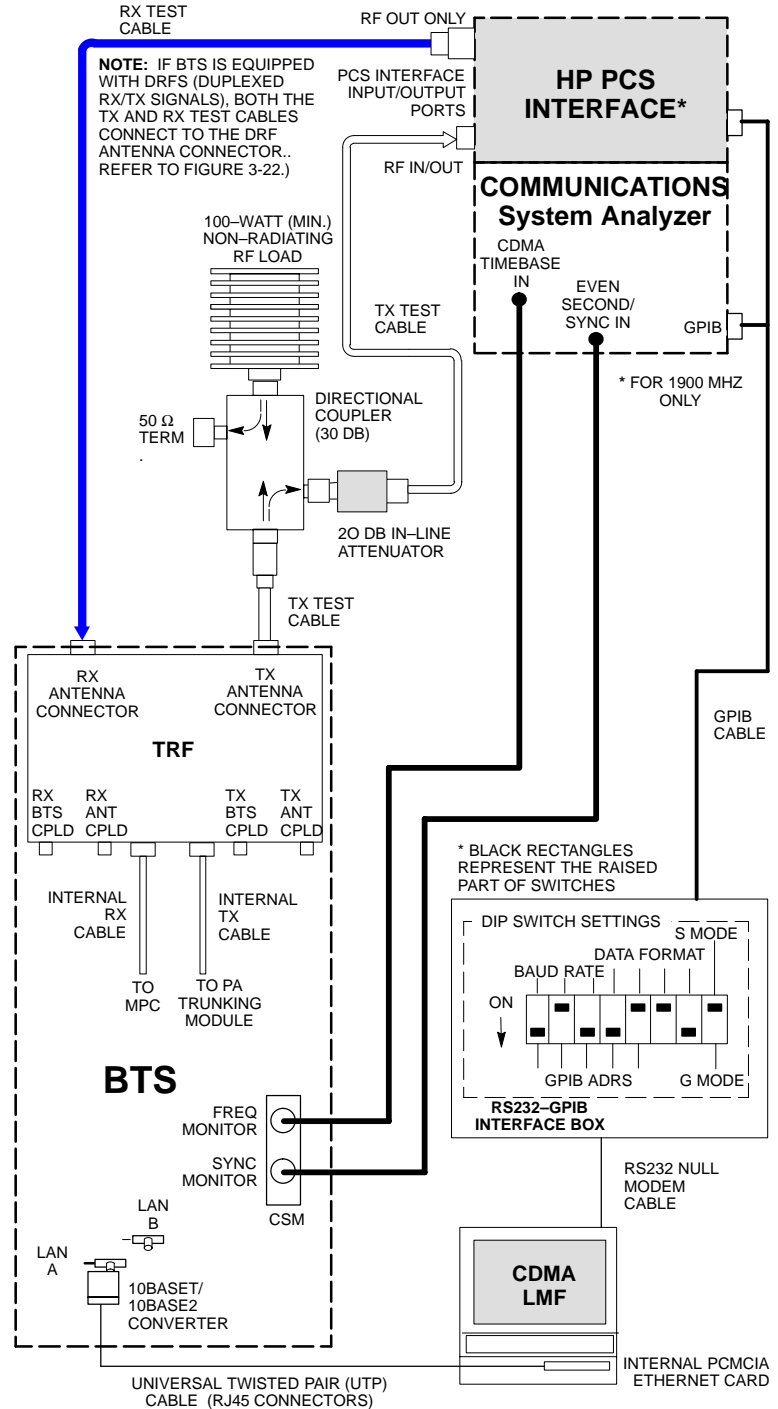 RX TEST
CABLE
RF OUT ONLY
NOTE: IF BTS IS EQUIPPED
WITH DRFS (DUPLEXED
RX/TX SIGNALS), BOTH THE
TX AND RX TEST CABLES
CONNECT TO THE DRF
ANTENNA CONNECTOR..
REFER TO FIGURE 3-22.)
PCS INTERFACE
INPUT/OUTPUT
PORTS
HP PCS
INTERFACE*
RF IN/OUT
COMMUNICATIONS
System Analyzer
100–WATT (MIN.)
NON–RADIATING
RF LOAD
CDMA
TIMEBASE
IN
EVEN
SECOND/
SYNC IN
GPIB
TX TEST
CABLE
* FOR 1900 MHZ
ONLY
50 Ω
TERM
.
DIRECTIONAL
COUPLER
(30 DB)
2O DB IN–LINE
ATTENUATOR
TX TEST
CABLE
RX
ANTENNA
CONNECTOR
TX
ANTENNA
CONNECTOR
TRF
GPIB
CABLE
RX
BTS
CPLD
RX
ANT
CPLD
TX
BTS
CPLD
TX
ANT
CPLD
* BLACK RECTANGLES
REPRESENT THE RAISED
PART OF SWITCHES
INTERNAL
RX
CABLE
INTERNAL
TX
CABLE
TO
MPC
TO PA
TRUNKING
MODULE
DIP SWITCH SETTINGS
S MODE
DATA FORMAT
BAUD RATE
ON
GPIB ADRS
G MODE
RS232–GPIB
INTERFACE BOX
BTS
FREQ
MONITOR
SYNC
MONITOR
CSM
RS232 NULL
MODEM
CABLE
LAN
B
LAN
A
10BASET/
10BASE2
CONVERTER
CDMA
LMF
UNIVERSAL TWISTED PAIR (UTP)
CABLE (RJ45 CONNECTORS)
INTERNAL PCMCIA
ETHERNET CARD